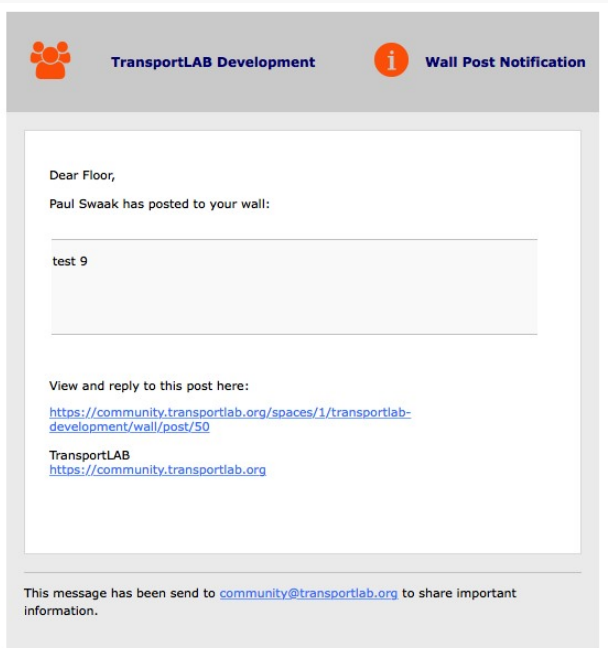 TransportLAB Development
i
Wall Post Notification
Dear Floor,
Paul Swaak has posted to your wall:
test 9
View and reply to this post here:
https://community.transportlab.org/spaces/1/transportlab-
development/wall/post/50
TransportLAB
https://community.transportlab.org
This message has been send to community@transportlab.org to share important
information.